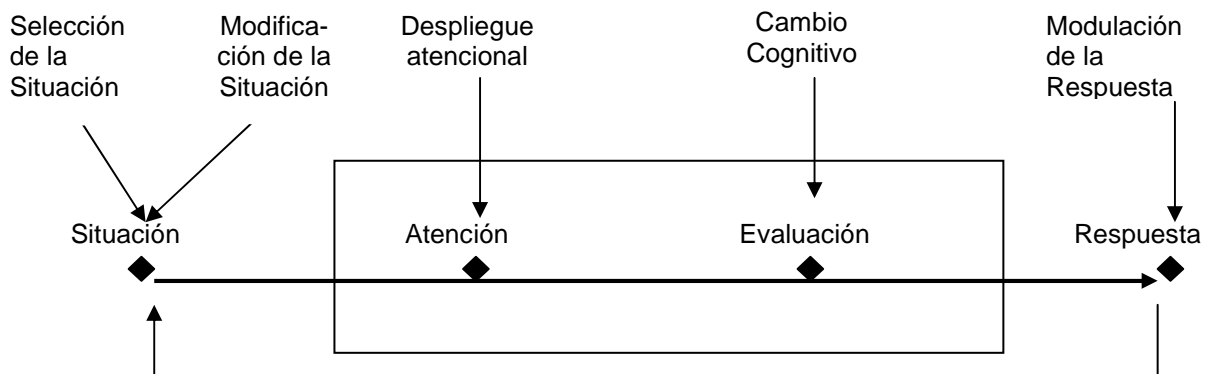 Selección
de la
Situación
Modifica-
ción de la
Situación
Despliegue
atencional
Cambio
Cognitivo
Modulación
de la
Respuesta
Situación
Atención
Evaluación
Respuesta